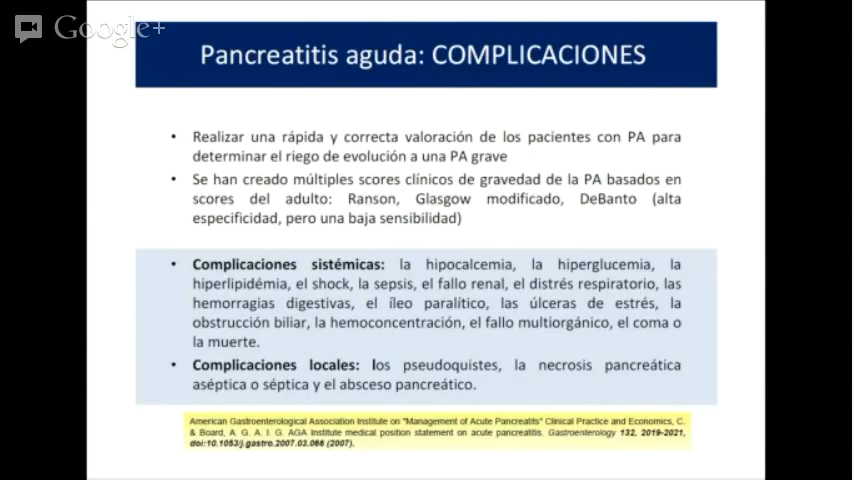 Google+
Pancreatitis aguda: COMPLICACIONES
• Realizar una rápida y correcta valoración de los pacientes con PA para
determinar el riego de evolución a una PA grave
• Se han creado múltiples scores clínicos de gravedad de la PA basados en
scores del adulto: Ranson, Glasgow modificado, DeBanto (alta
especificidad, pero una baja sensibilidad)
• Complicaciones sistémicas: la hipocalcemia, la hiperglucemia, la
hiperlipidémia, el shock, la sepsis, el fallo renal, el distrés respiratorio, las
hemorragias digestivas, el íleo paralítico, las úlceras de estrés, la
obstrucción biliar, la hemoconcentración, el fallo multiorgánico, el coma o
la muerte.
• Complicaciones locales: los pseudoquistes, la necrosis pancreática
aséptica o séptica y el absceso pancreático.
American Gastroenterological Association Institute on "Management of Acute Pancreatits" Clinical Practice and Economics, C.
& Board, A. G. A. I. G. AGA Institute medical position statement on acute pancreatitis. Gastroenterology 132, 2019-2021,
doi:10.1053/j.gastro.2007.03.066 (2007).